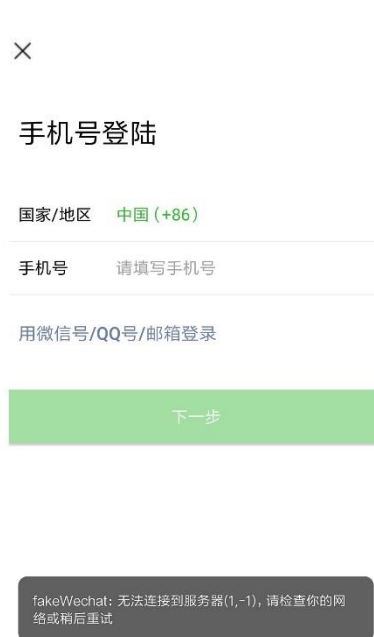 手机号登陆
国家/地区 中国（+86）
手机号 请填写手机号
用微信号/QQ号/邮箱登录
下一步
fakeWechat: 无法连接到服务器(1,-1), 请检查你的网
络或稍后重试